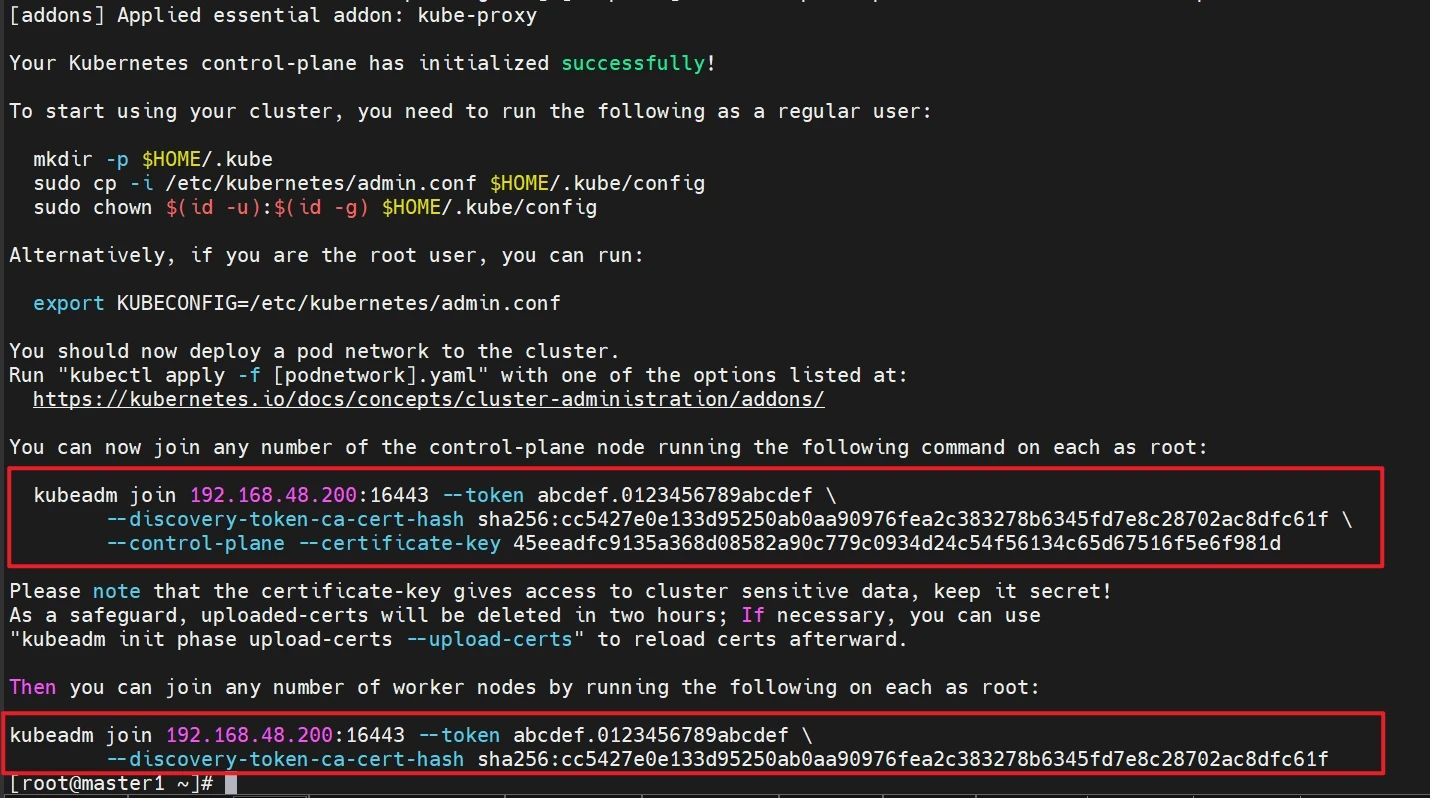 [addons] Applied essential addon: kube-proxy
Your Kubernetes control-plane has initialized successfully!
To start using your cluster, you need to run the following as a regular user:
mkdir -p $HOME/.kube
sudo cp -i /etc/kubernetes/admin.conf $HOME/.kube/config
sudo chown $(id -u):$(id -g) $HOME/.kube/config
Alternatively, if you are the root user, you can run:
export KUBECONFIG=/etc/kubernetes/admin.conf
You should now deploy a pod network to the cluster.
Run "kubectl apply -f [podnetwork].yaml" with one of the options listed at:
https://kubernetes.io/docs/concepts/cluster-administration/addons/
You can now join any number of the control-plane node running the following command on each as root:
kubeadm join 192.168.48.200:16443 --token abcdef.0123456789abcdef \
--discovery-token-ca-cert-hash sha256:cc5427e0e133d95250ab0aa90976fea2c383278b6345fd7e8c28702ac8dfc61f \
--control-plane --certificate-key 45eeadfc9135a368d08582a90c779c0934d24c54f56134c65d67516f5e6f981d
Please note that the certificate-key gives access to cluster sensitive data, keep it secret!
As a safeguard, uploaded-certs will be deleted in two hours; If necessary, you can use
"kubeadm init phase upload-certs --upload-certs" to reload certs afterward.
Then you can join any number of worker nodes by running the following on each as root:
kubeadm join 192.168.48.200:16443 --token abcdef.0123456789abcdef \
--discovery-token-ca-cert-hash sha256:cc5427e0e133d95250ab0aa90976fea2c383278b6345fd7e8c28702ac8dfc61f
[root@master1 ~]#